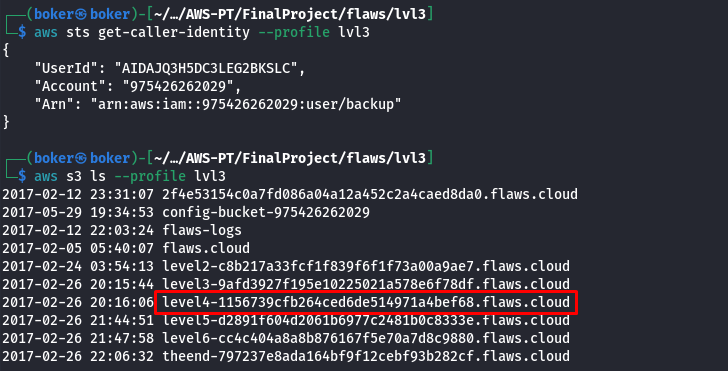 ┌──(boker㉿boker)-[~/…/AWS-PT/FinalProject/flaws/lvl3]
└─$ aws sts get-caller-identity --profile lvl3
{
    "UserId": "AIDAJQ3H5DC3LEG2BKSLC",
    "Account": "975426262029",
    "Arn": "arn:aws:iam::975426262029:user/backup"
}
┌──(boker㉿boker)-[~/…/AWS-PT/FinalProject/flaws/lvl3]
└─$ aws s3 ls --profile lvl3
2017-02-12 23:31:07 2f4e53154c0a7fd086a04a12a452c2a4caed8da0.flaws.cloud
2017-05-29 19:34:53 config-bucket-975426262029
2017-02-12 22:03:24 flaws-logs
2017-02-05 05:40:07 flaws.cloud
2017-02-24 03:54:13 level2-c8b217a33fcf1f839f6f1f73a00a9ae7.flaws.cloud
2017-02-26 20:15:44 level3-9afd3927f195e10225021a578e6f78df.flaws.cloud
2017-02-26 20:16:06 level4-1156739cfb264ced6de514971a4bef68.flaws.cloud
2017-02-26 21:44:51 level5-d2891f604d2061b6977c2481b0c8333e.flaws.cloud
2017-02-26 21:47:58 level6-cc4c404a8a8b876167f5e70a7d8c9880.flaws.cloud
2017-02-26 22:06:32 theend-797237e8ada164bf9f12cebf93b282cf.flaws.cloud